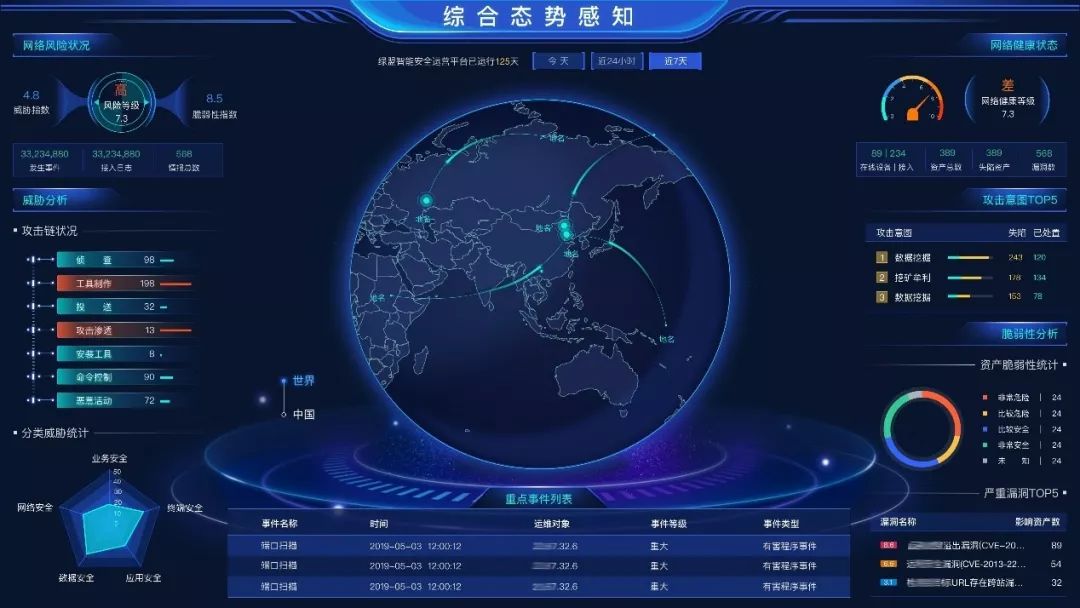 综合态势感知
绿盟智能安全运营平台已运行125天 今天 近24小时 近7天
网络风险状况
4.8
威胁指数
高
风险等级
7.3
8.5
脆弱性指数
33,234,880 33,234,880 568
发生事件 接入日志 情报总数
威胁分析
攻击链状况
侦查 98
工具制作 198
投送 32
攻击渗透 13
安装工具 8
命令控制 90
恶意活动 72
分类威胁统计
业务安全
50
40
30
20
10
0
网络安全
终端安全
数据安全
应用安全
地名
地名
地名
地名
地名
地名
世界
中国
重点事件列表
事件名称 时间 运维对象 事件等级 事件类型
端口扫描 2019-05-03 12:00:12 7.32.6 重大 有害程序事件
端口扫描 2019-05-03 12:00:12 7.32.6 重大 有害程序事件
端口扫描 2019-05-03 12:00:12 7.32.6 重大 有害程序事件
网络健康状态
差
网络健康等级
7.3
89 | 234 389 389 568
在线设备 | 接入 资产总数 失陷资产 漏洞数
攻击意图TOP5
攻击意图 失陷 已处置
1 数据挖掘 243 120
2 挖矿牟利 178 134
3 数据挖掘 153 78
脆弱性分析
资产脆弱性统计
非常危险 | 24
比较危险 | 24
比较安全 | 24
非常安全 | 24
未知 | 24
严重漏洞TOP5
漏洞名称 影响资产数
8.6 溢出漏洞(CVE-20... 89
漏洞(CVE-2013-22... 54
3.1 标URL存在跨站漏... 32